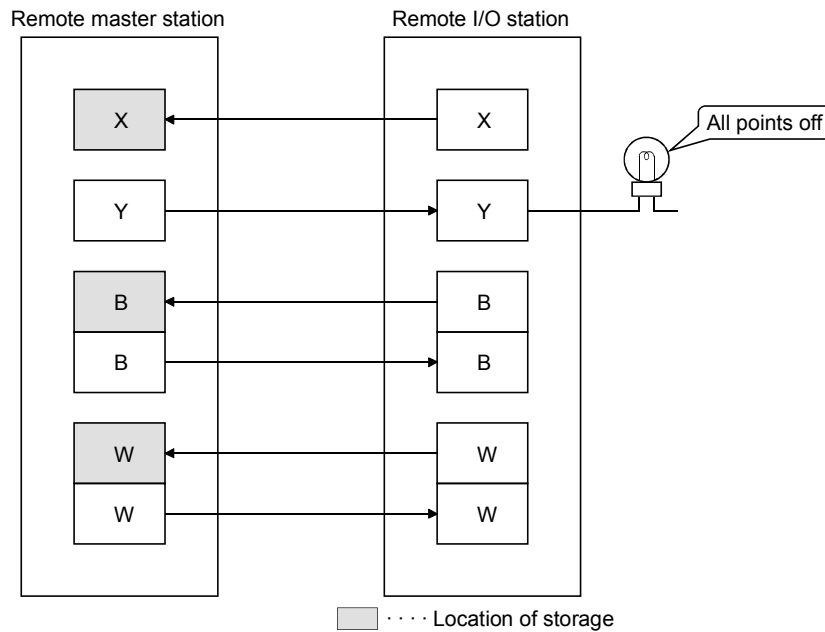 Remote master station
Remote I/O station
X
X
All points off
Y
Y
B
B
B
B
W
W
W
W
· · · · Location of storage